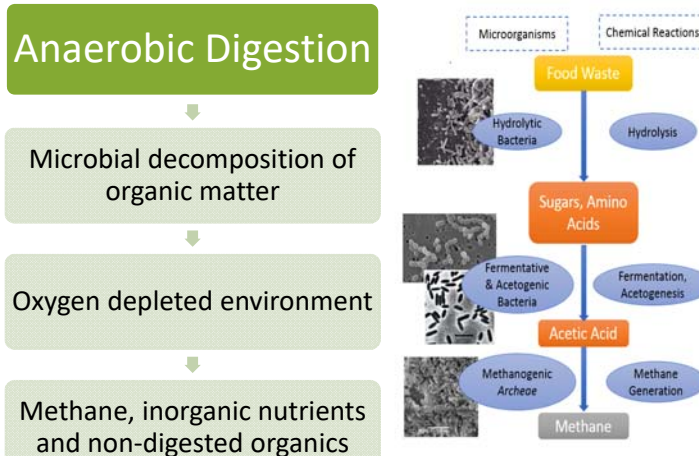 Anaerobic Digestion
Microbial decomposition of
organic matter
Oxygen depleted environment
Methane, inorganic nutrients
and non-digested organics
Microorganisms
Chemical Reactions
Food Waste
Hydrolytic
Bacteria
Hydrolysis
Sugars, Amino
Acids
Fermentative
& Acetogenic
Bacteria
Fermentation,
Acetogenesis
Acetic Acid
Methanogenic
Archeae
Methane
Generation
Methane